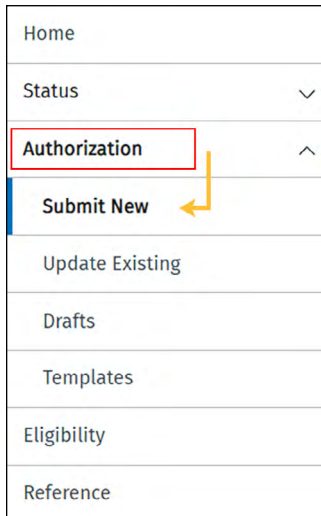 Home
Status
Authorization
Submit New
Update Existing
Drafts
Templates
Eligibility
Reference